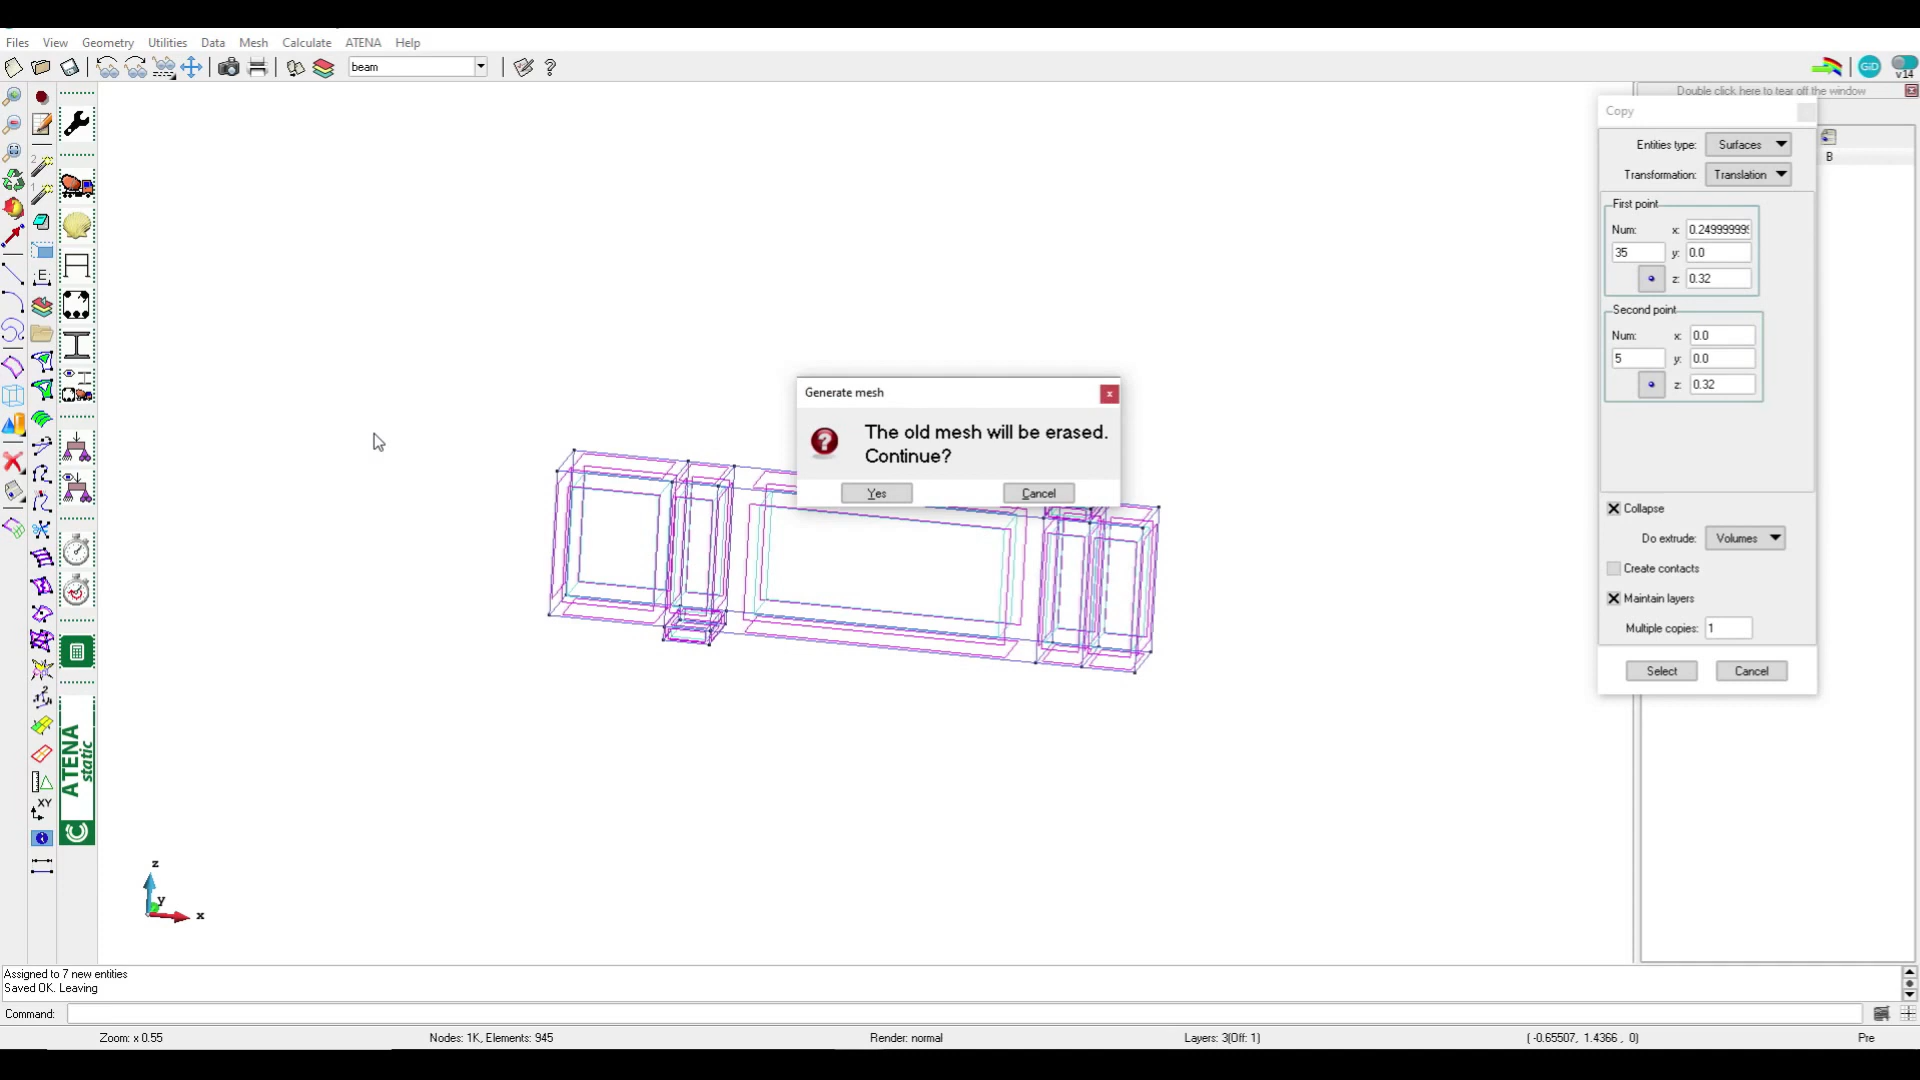 Files View Geometry Utilities Data Mesh Calculate ATENA Help
beam
?
GiD
v14
Double click here to tear off the window
Copy
Entities type: Surfaces
B
Transformation: Translation
First point
Num: x: 0.249999999
35 y: 0.0
z: 0.32
Second point
Num: x: 0.0
5 y: 0.0
z: 0.32
Generate mesh
x
The old mesh will be erased.
Continue?
Yes Cancel
Collapse
Do extrude: Volumes
Create contacts
Maintain layers
Multiple copies: 1
Select Cancel
ATENA
static
z
y
x
Assigned to 7 new entities
Saved OK. Leaving
Command:
Zoom: x 0.55 Nodes: 1K, Elements: 945 Render: normal Layers: 3(Off: 1) ( -0.65507, 1.4366 , 0) Pre